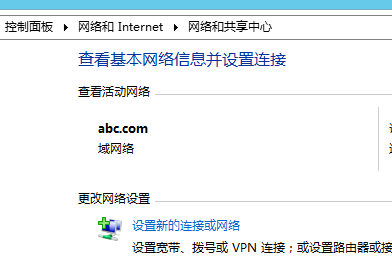 控制面板 ▸ 网络和 Internet ▸ 网络和共享中心
查看基本网络信息并设置连接
查看活动网络
abc.com
域网络
更改网络设置
设置新的连接或网络
设置宽带、拨号或 VPN 连接；或设置路由器或接